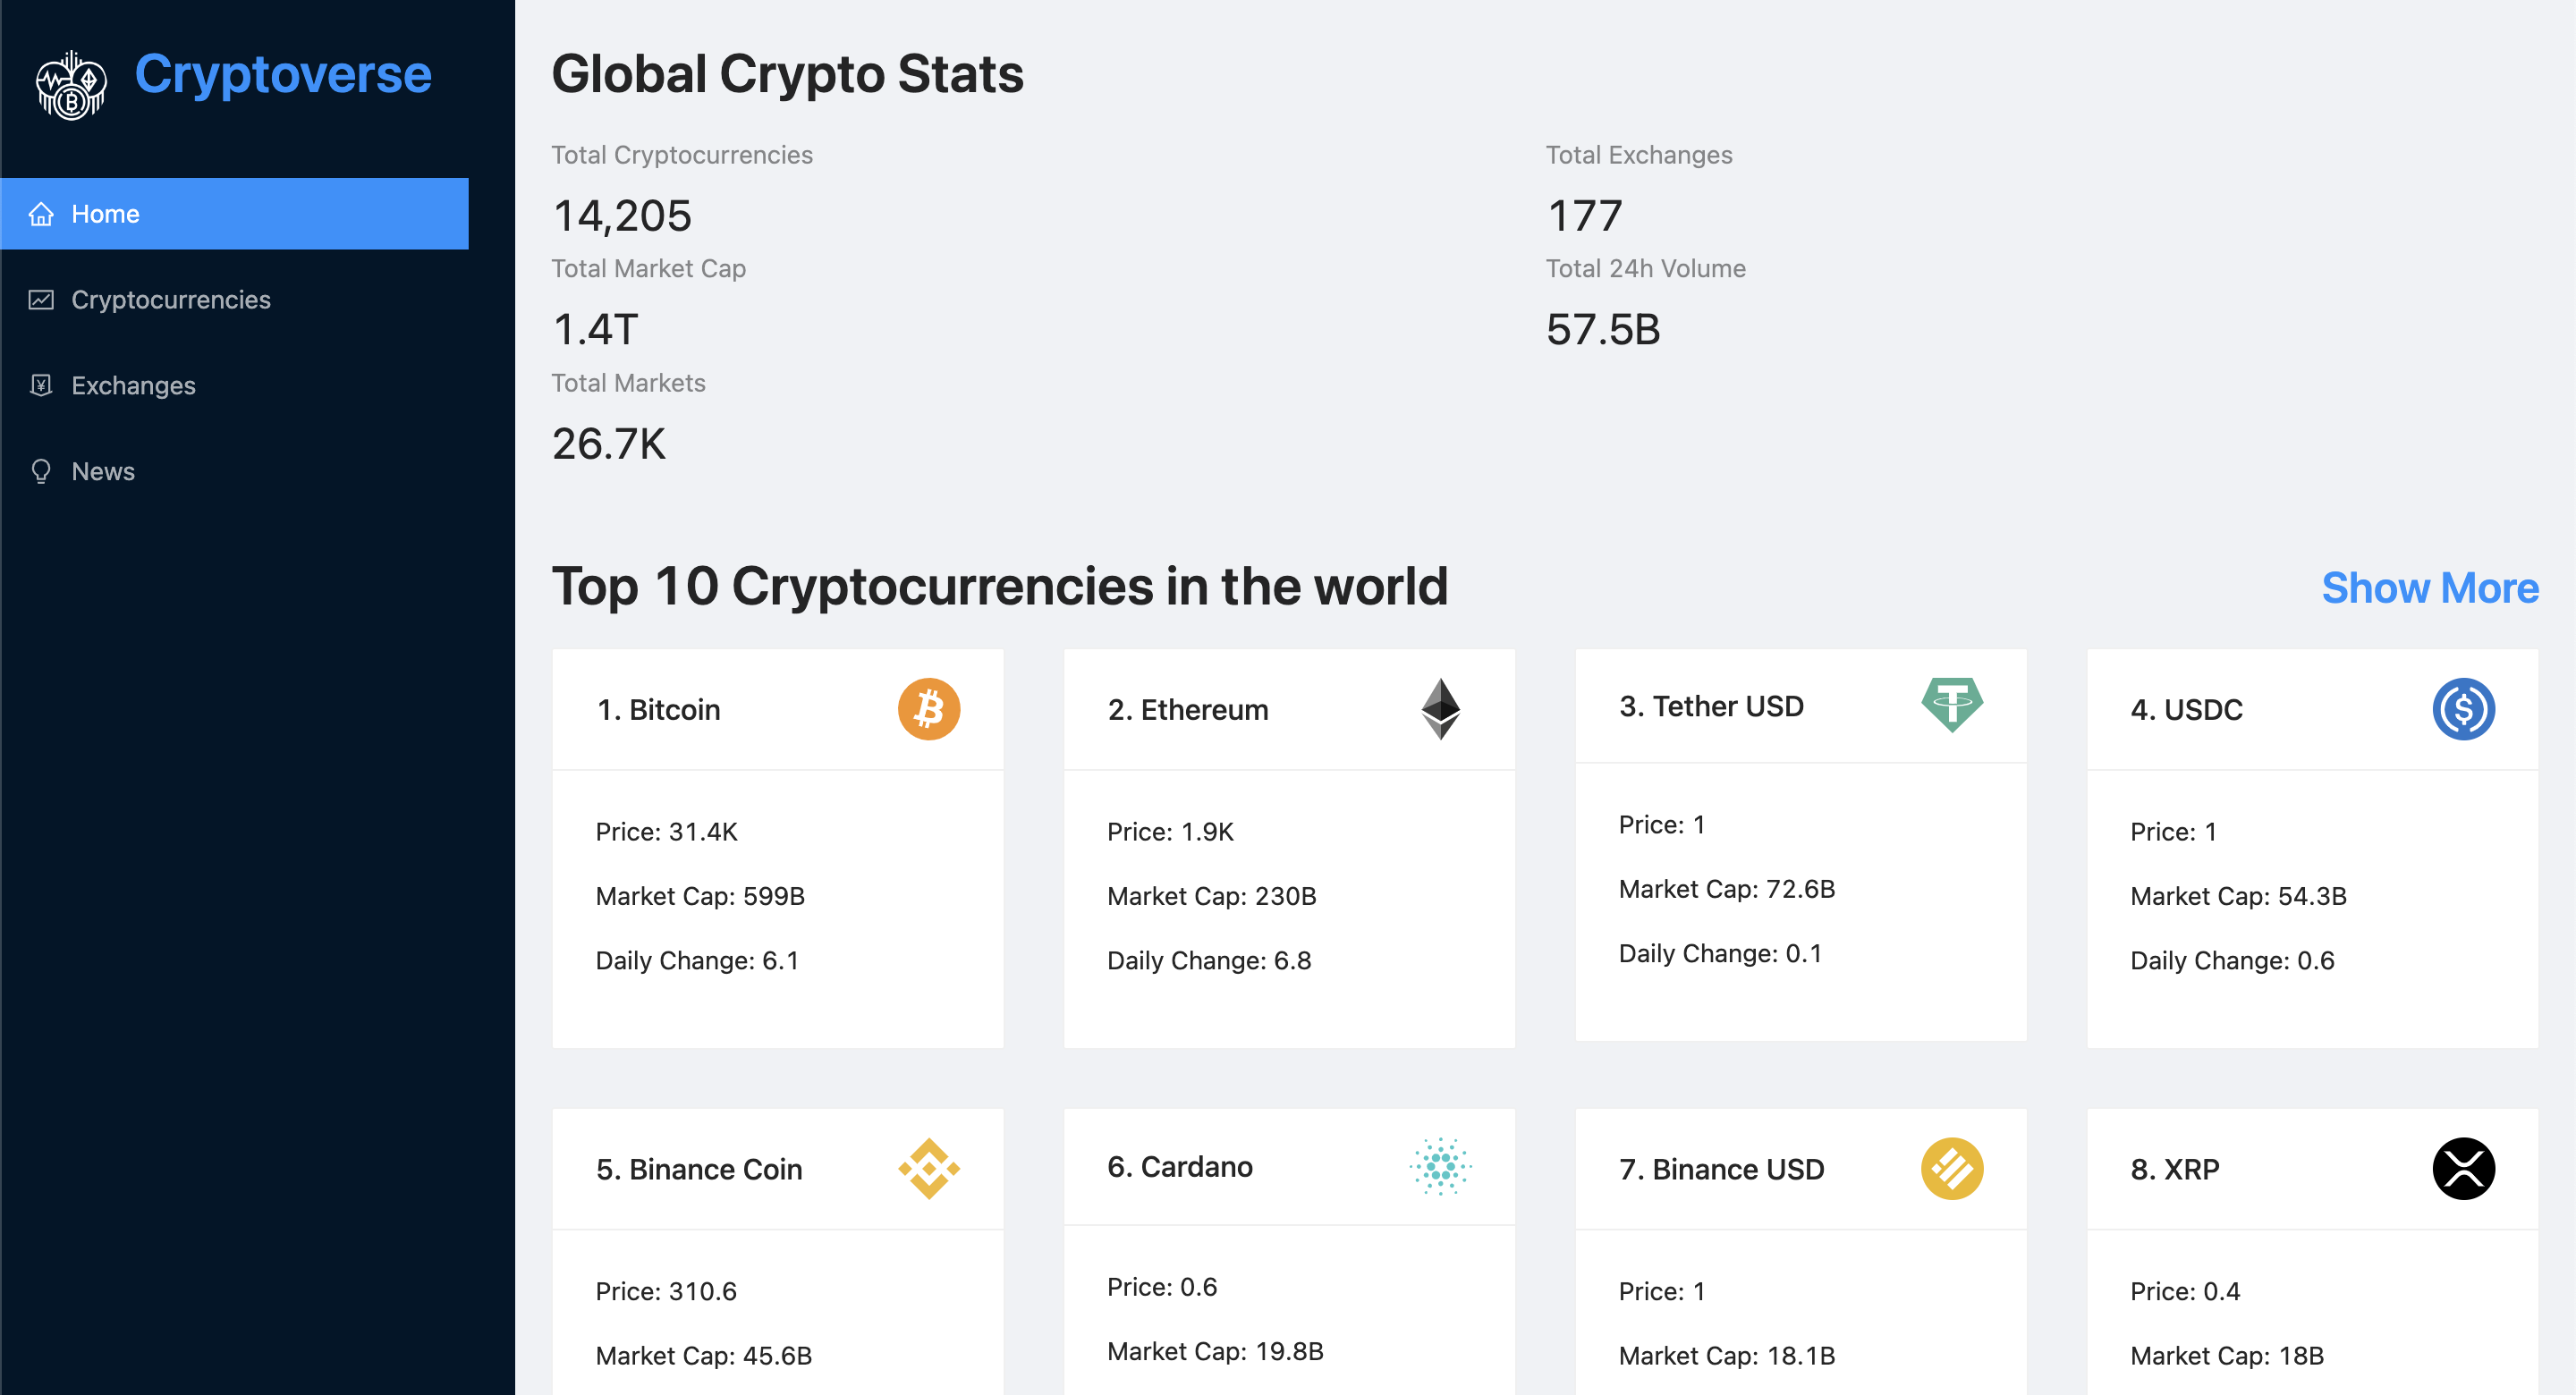 Cryptoverse
Home
Cryptocurrencies
Exchanges
News
Global Crypto Stats
Total Cryptocurrencies
14,205
Total Exchanges
177
Total Market Cap
1.4T
Total 24h Volume
57.5B
Total Markets
26.7K
Top 10 Cryptocurrencies in the world
Show More
1. Bitcoin
Price: 31.4K
Market Cap: 599B
Daily Change: 6.1
2. Ethereum
Price: 1.9K
Market Cap: 230B
Daily Change: 6.8
3. Tether USD
Price: 1
Market Cap: 72.6B
Daily Change: 0.1
4. USDC
Price: 1
Market Cap: 54.3B
Daily Change: 0.6
5. Binance Coin
Price: 310.6
Market Cap: 45.6B
6. Cardano
Price: 0.6
Market Cap: 19.8B
7. Binance USD
Price: 1
Market Cap: 18.1B
8. XRP
Price: 0.4
Market Cap: 18B